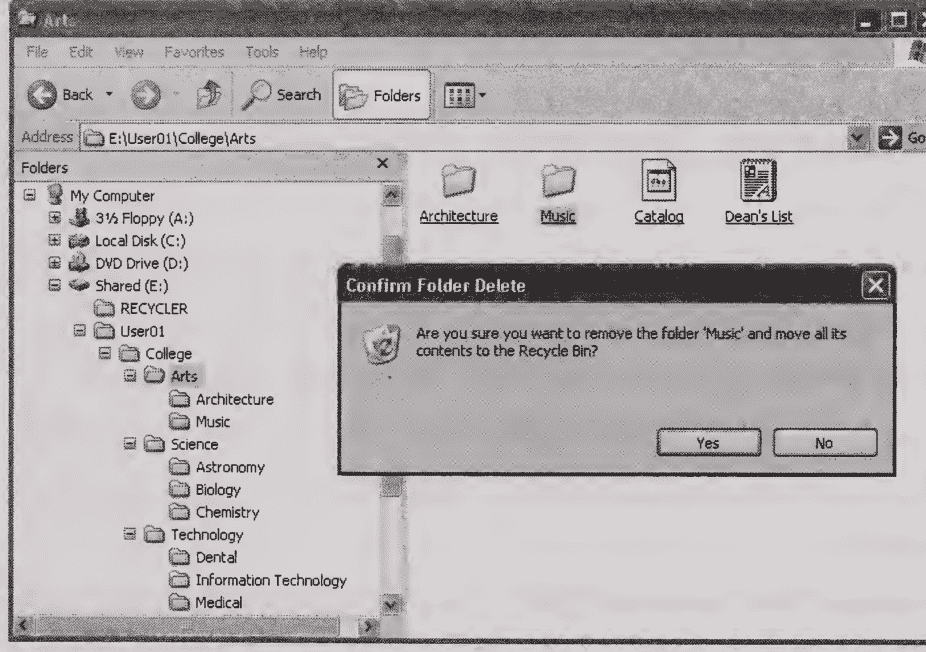 Arts
File Edit View Favorites Tools Help
Back Search Folders
Address E:\User01\College\Arts Go
Folders
My Computer
3½ Floppy (A:)
Local Disk (C:)
DVD Drive (D:)
Shared (E:)
RECYCLER
User01
College
Arts
Architecture
Music
Science
Astronomy
Biology
Chemistry
Technology
Dental
Information Technology
Medical
Architecture Music Catalog Dean's List
Confirm Folder Delete
Are you sure you want to remove the folder 'Music' and move all its
contents to the Recycle Bin?
Yes No